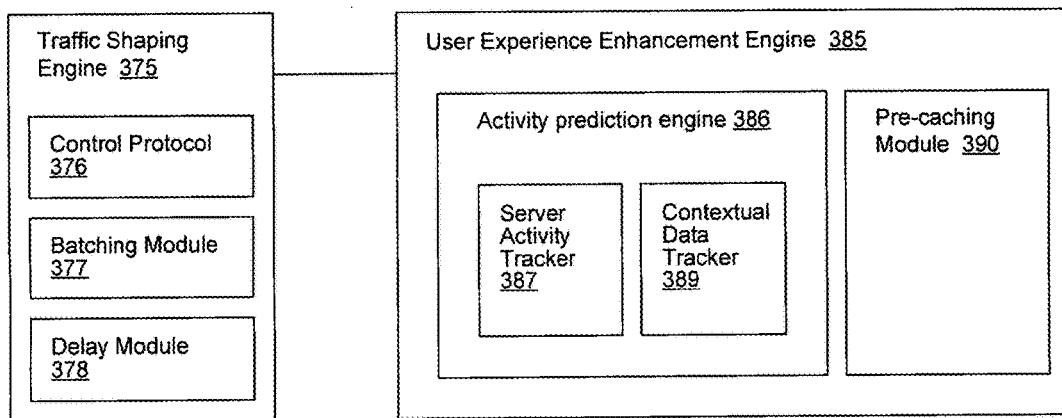 Traffic Shaping
Engine 375
Control Protocol
376
Batching Module
377
Delay Module
378
User Experience Enhancement Engine 385
Activity prediction engine 386
Server
Activity
Tracker
387
Contextual
Data
Tracker
389
Pre-caching
Module 390